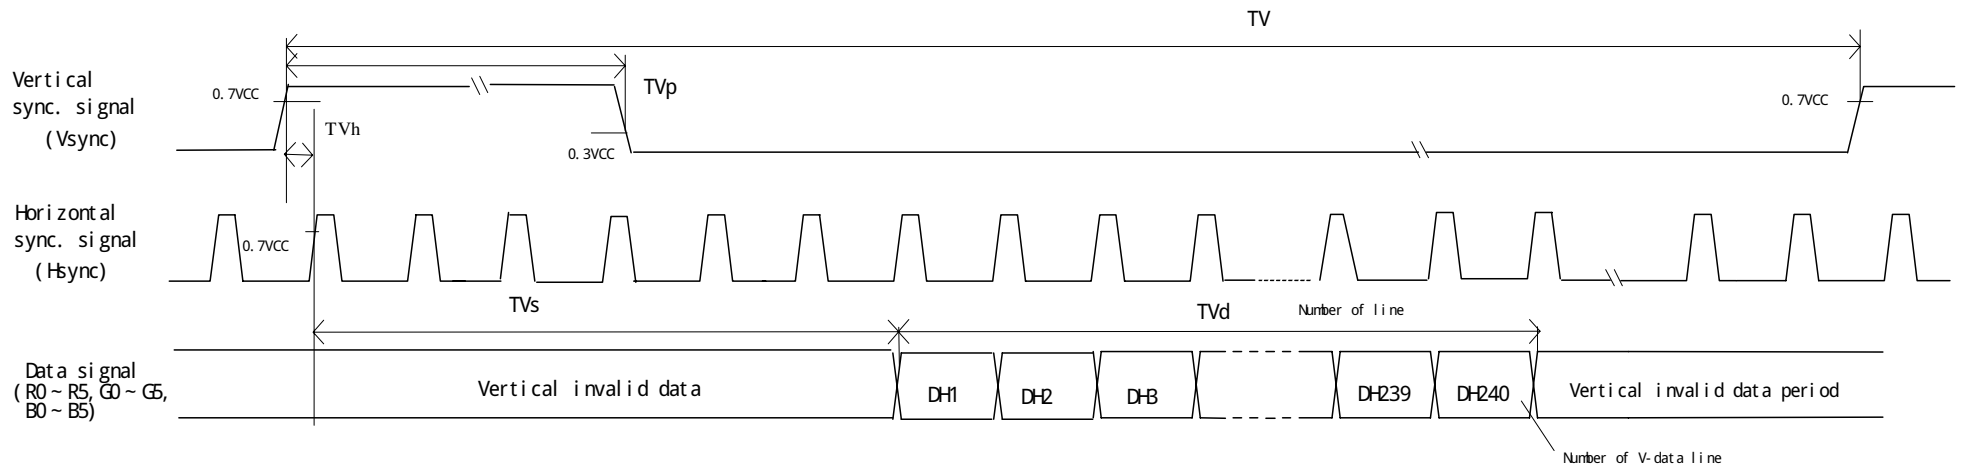 TV
Vertical
sync. signal
(Vsync)
0.7VCC
TVp
0.7VCC
TVh
0.3VCC
Horizontal
sync. signal
(Hsync)
0.7VCC
TVs
TVd
Number of line
Data signal
(R0~R5, G0~G5,
B0~B5)
Vertical invalid data
DH1
DH2
DH3
DH239
DH240
Vertical invalid data period
Number of V-data line